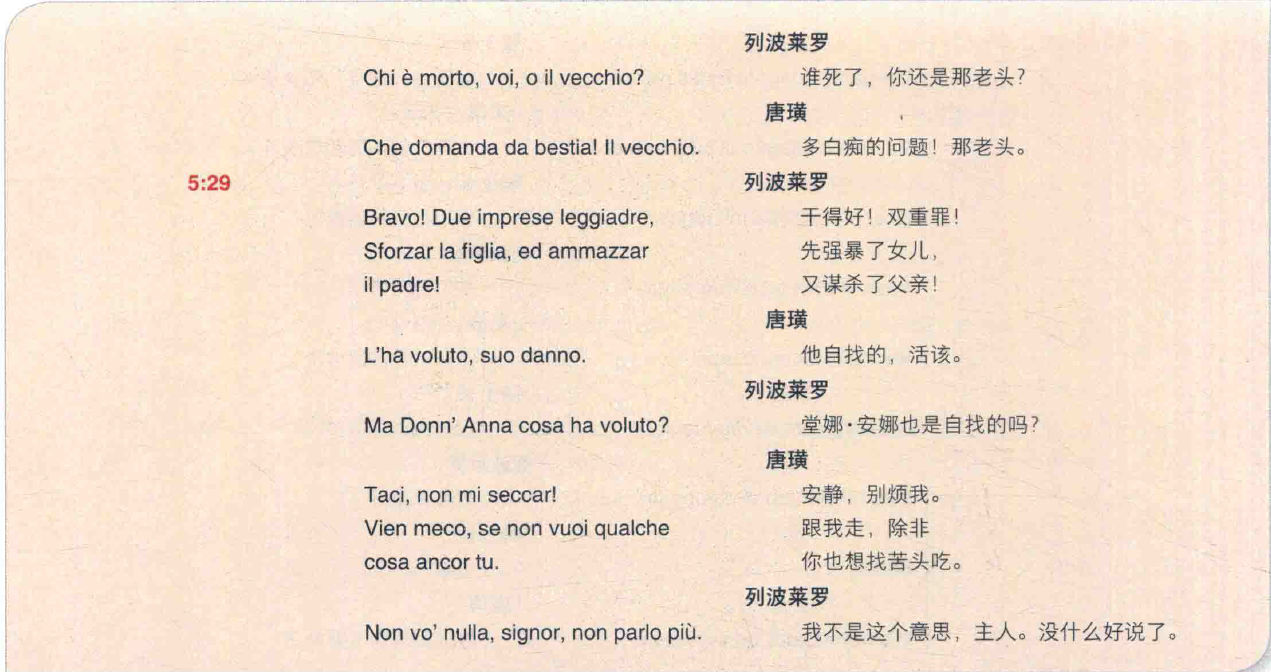 列波莱罗
Chi è morto, voi, o il vecchio? 谁死了，你还是那老头？
唐璜
Che domanda da bestia! Il vecchio. 多白痴的问题！那老头。
5:29 列波莱罗
Bravo! Due imprese leggiadre, 干得好！双重罪！
Sforzar la figlia, ed ammazzar 先强暴了女儿，
il padre! 又谋杀了父亲！
唐璜
L'ha voluto, suo danno. 他自找的，活该。
列波莱罗
Ma Donn' Anna cosa ha voluto? 堂娜·安娜也是自找的吗？
唐璜
Taci, non mi seccar! 安静，别烦我。
Vien meco, se non vuoi qualche 跟我走，除非
cosa ancor tu. 你也想找苦头吃。
列波莱罗
Non vo' nulla, signor, non parlo più. 我不是这个意思，主人。没什么好说了。